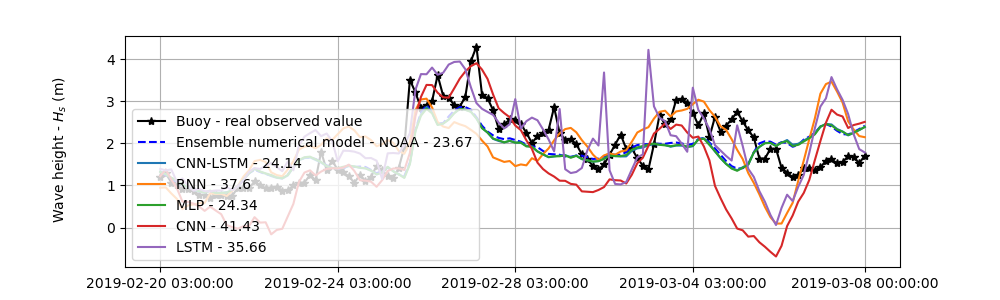 Wave height - Hs (m)
4
3
2
1
0
Buoy - real observed value
Ensemble numerical model - NOAA - 23.67
CNN-LSTM - 24.14
RNN - 37.6
MLP - 24.34
CNN - 41.43
LSTM - 35.66
2019-02-20 03:00:00 2019-02-24 03:00:00 2019-02-28 03:00:00 2019-03-04 03:00:00 2019-03-08 00:00:00